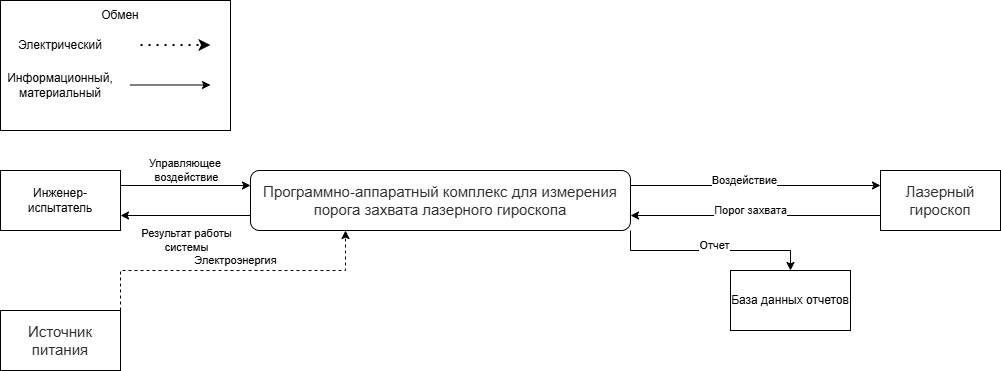 Обмен
Электрический
Информационный,
материальный
Управляющее
воздействие
Инженер-
испытатель
Программно-аппаратный комплекс для измерения
порога захвата лазерного гироскопа
Воздействие
Порог захвата
Лазерный
гироскоп
Результат работы
системы
Электроэнергия
Отчет
База данных отчетов
Источник
питания